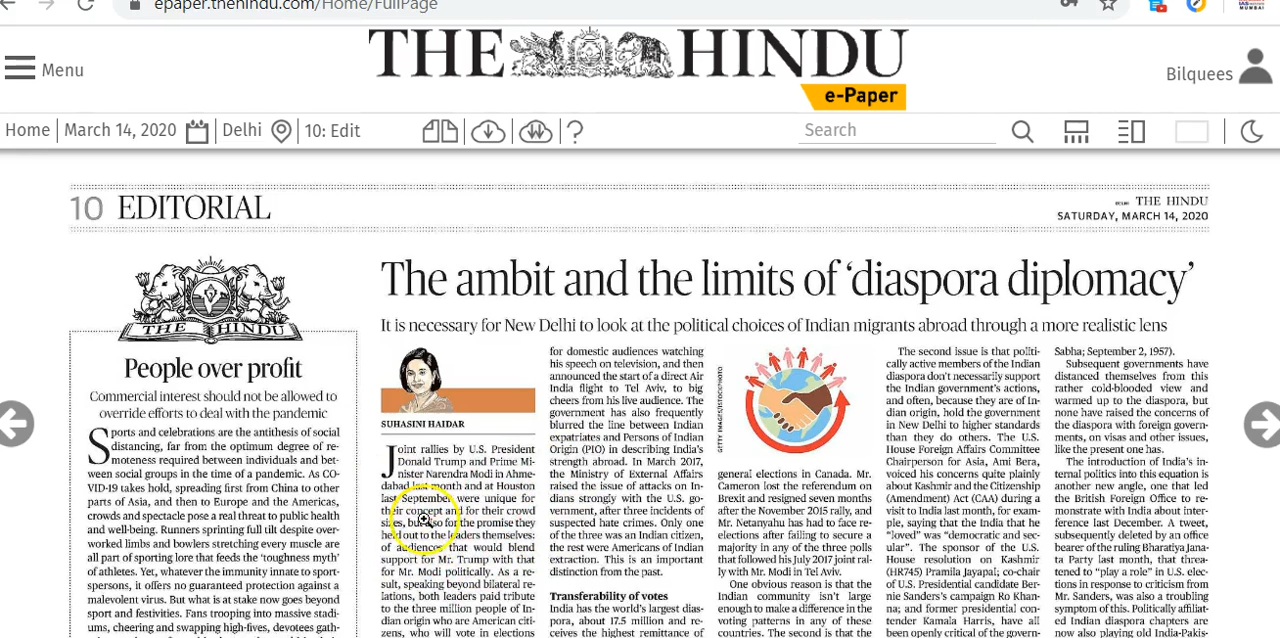 epaper.thehindu.com/Home/FullPage
THE HINDU
e-Paper
Menu
Bilquees
Home
March 14, 2020
Delhi
10: Edit
Search
10 EDITORIAL
DELHI THE HINDU
SATURDAY, MARCH 14, 2020
THE HINDU
People over profit
Commercial interest should not be allowed to
override efforts to deal with the pandemic
Sports and celebrations are the antithesis of social
distancing, far from the optimum degree of re-
moteness required between individuals and bet-
ween social groups in the time of a pandemic. As CO-
VID-19 takes hold, spreading first from China to other
parts of Asia, and then to Europe and the Americas,
crowds and spectacle pose a real threat to public health
and well-being. Runners sprinting full tilt despite over-
worked limbs and bowlers stretching every muscle are
all part of sporting lore that feeds the 'toughness myth'
of athletes. Yet, whatever the immunity innate to sport-
spersons, it offers no guaranteed protection against a
malevolent virus. But what is at stake now goes beyond
sport and festivities. Fans trooping into massive stadi-
ums, cheering and swapping high-fives, devotees gath-
The ambit and the limits of 'diaspora diplomacy'
It is necessary for New Delhi to look at the political choices of Indian migrants abroad through a more realistic lens
SUHASINI HAIDAR
Joint rallies by U.S. President
Donald Trump and Prime Mi-
nister Narendra Modi in Ahme-
dabad last month and at Houston
last September were unique for
their concept and for their crowd
sizes, but also for the promise they
held out to the leaders themselves:
of that would blend
support for Mr. Trump with that
for Mr. Modi politically. As a re-
sult, speaking beyond bilateral re-
lations, both leaders paid tribute
to the three million people of In-
dian origin who are American citi-
zens, who will vote in elections
for domestic audiences watching
his speech on television, and then
announced the start of a direct Air
India flight to Tel Aviv, to big
cheers from his live audience. The
government has also frequently
blurred the line between Indian
expatriates and Persons of Indian
Origin (PIO) in describing India's
strength abroad. In March 2017,
the Ministry of External Affairs
raised the issue of attacks on In-
dians strongly with the U.S. go-
vernment, after three incidents of
suspected hate crimes. Only one
of the three was an Indian citizen,
the rest were Americans of Indian
extraction. This is an important
distinction from the past.
Transferability of votes
India has the world's largest dias-
pora, about 17.5 million and re-
ceives the highest remittance of
GETTY IMAGES/ISTOCKPHOTO
general elections in Canada. Mr.
Cameron lost the referendum on
Brexit and resigned seven months
after the November 2015 rally, and
Mr. Netanyahu has had to face re-
elections after failing to secure a
majority in any of the three polls
that followed his July 2017 joint ral-
ly with Mr. Modi in Tel Aviv.
One obvious reason is that the
Indian community isn't large
enough to make a difference in the
voting patterns in any of these
countries. The second is that the
The second issue is that politi-
cally active members of the Indian
diaspora don't necessarily support
the Indian government's actions,
and often, because they are of In-
dian origin, hold the government
in New Delhi to higher standards
than they do others. The U.S.
House Foreign Affairs Committee
Chairperson for Asia, Ami Bera,
voiced his concerns quite plainly
about Kashmir and the Citizenship
(Amendment) Act (CAA) during a
visit to India last month, for exam-
ple, saying that the India that he
"loved" was "democratic and sec-
ular". The sponsor of the U.S.
House resolution on Kashmir
(HR745) Pramila Jayapal; co-chair
of U.S. Presidential candidate Ber-
nie Sanders's campaign Ro Khan-
na; and former presidential con-
tender Kamala Harris, have all
been openly critical of the govern-
Sabha; September 2, 1957).
Subsequent governments have
distanced themselves from this
rather cold-blooded view and
warmed up to the diaspora, but
none have raised the concerns of
the diaspora with foreign govern-
ments, on visas and other issues,
like the present one has.
The introduction of India's in-
ternal politics into this equation is
another new angle, one that led
the British Foreign Office to re-
monstrate with India about inter-
ference last December. A tweet,
subsequently deleted by an office
bearer of the ruling Bharatiya Jana-
ta Party last month, that threa-
tened to "play a role" in U.S. elec-
tions in response to criticism from
Mr. Sanders, was also a troubling
symptom of this. Politically affiliat-
ed Indian diaspora chapters are
now also playing old India-Pakis-